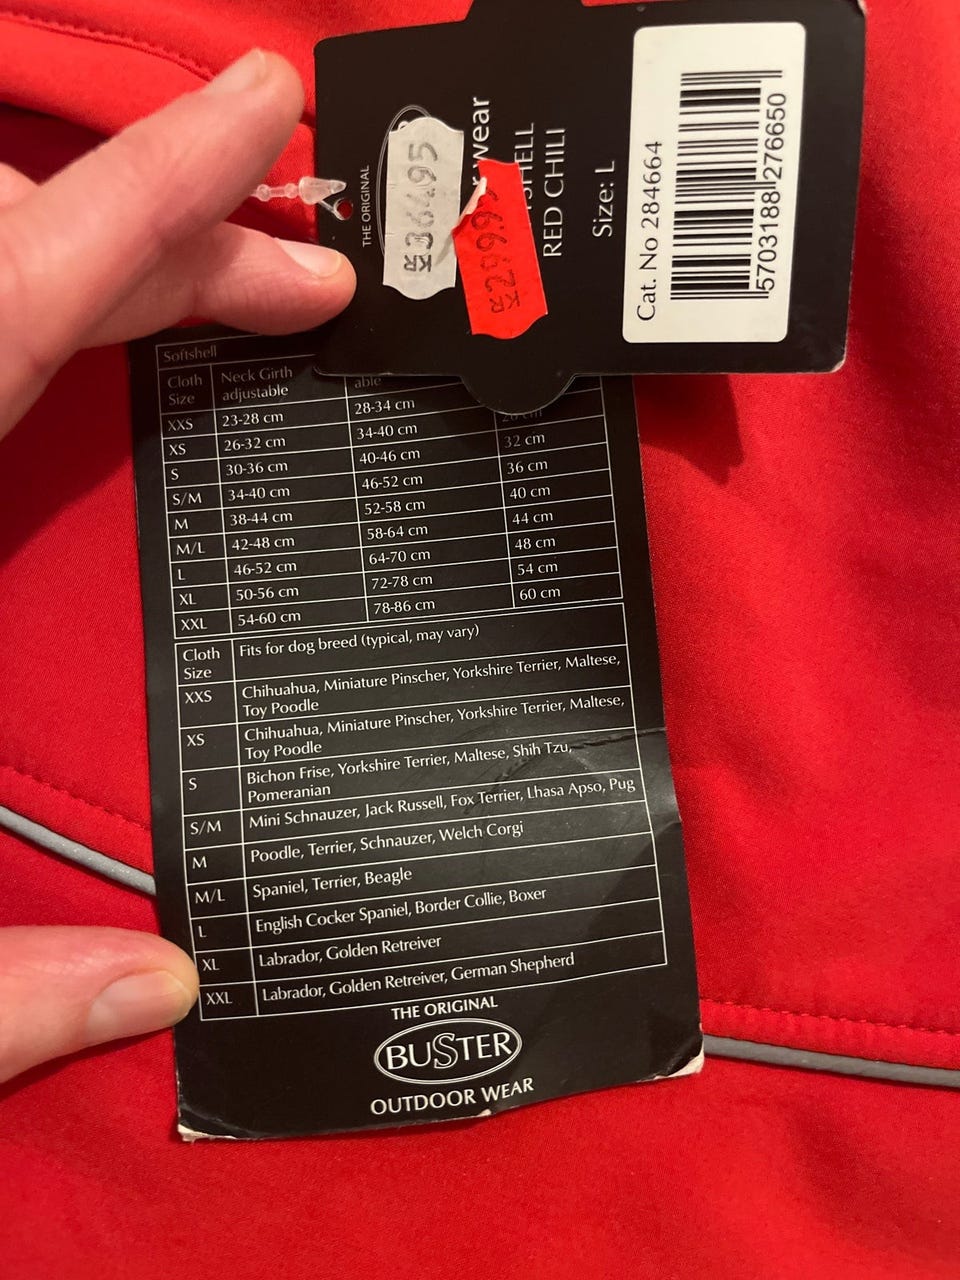 THE ORIGINAL
wear
HELL
RED CHILI
Size: L
KR36495
Cat. No 284664
5703188 276650
Softshell
Cloth Size Neck Girth adjustable able
XXS 23-28 cm 28-34 cm
XS 26-32 cm 34-40 cm
S 30-36 cm 40-46 cm 32 cm
S/M 34-40 cm 46-52 cm 36 cm
M 38-44 cm 52-58 cm 40 cm
M/L 42-48 cm 58-64 cm 44 cm
L 46-52 cm 64-70 cm 48 cm
XL 50-56 cm 72-78 cm 54 cm
XXL 54-60 cm 78-86 cm 60 cm
Cloth Size Fits for dog breed (typical, may vary)
XXS Chihuahua, Miniature Pinscher, Yorkshire Terrier, Maltese,
Toy Poodle
XS Chihuahua, Miniature Pinscher, Yorkshire Terrier, Maltese,
Toy Poodle
S Bichon Frise, Yorkshire Terrier, Maltese, Shih Tzu,
Pomeranian
S/M Mini Schnauzer, Jack Russell, Fox Terrier, Lhasa Apso, Pug
M Poodle, Terrier, Schnauzer, Welch Corgi
M/L Spaniel, Terrier, Beagle
L English Cocker Spaniel, Border Collie, Boxer
XL Labrador, Golden Retreiver
XXL Labrador, Golden Retreiver, German Shepherd
THE ORIGINAL
BUSTER
OUTDOOR WEAR